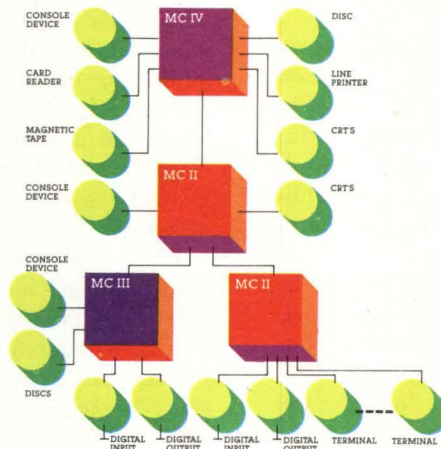 CONSOLE
DEVICE
MC IV
DISC
CARD
READER
LINE
PRINTER
MAGNETIC
TAPE
CRT'S
MC II
CONSOLE
DEVICE
CRT'S
CONSOLE
DEVICE
MC III
MC II
DISCS
DIGITAL
INPUT
DIGITAL
OUTPUT
DIGITAL
INPUT
DIGITAL
OUTPUT
TERMINAL
TERMINAL